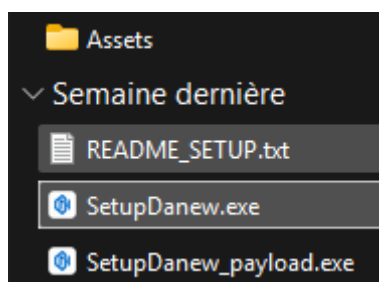 Assets
Semaine dernière
README_SETUP.txt
SetupDanew.exe
SetupDanew_payload.exe